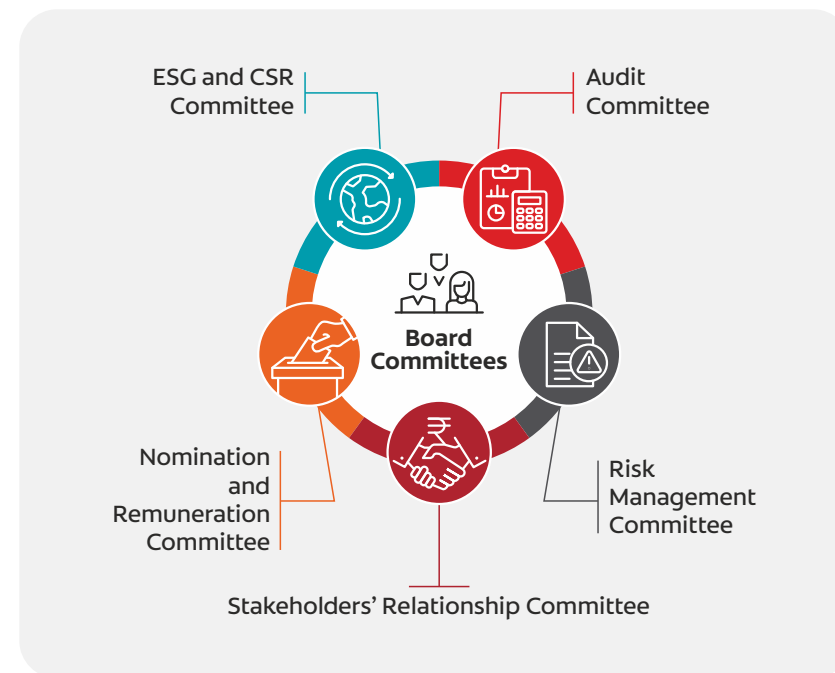 ESG and CSR
Committee
Audit
Committee
Board
Committees
Nomination
and
Remuneration
Committee
Risk
Management
Committee
Stakeholders’ Relationship Committee